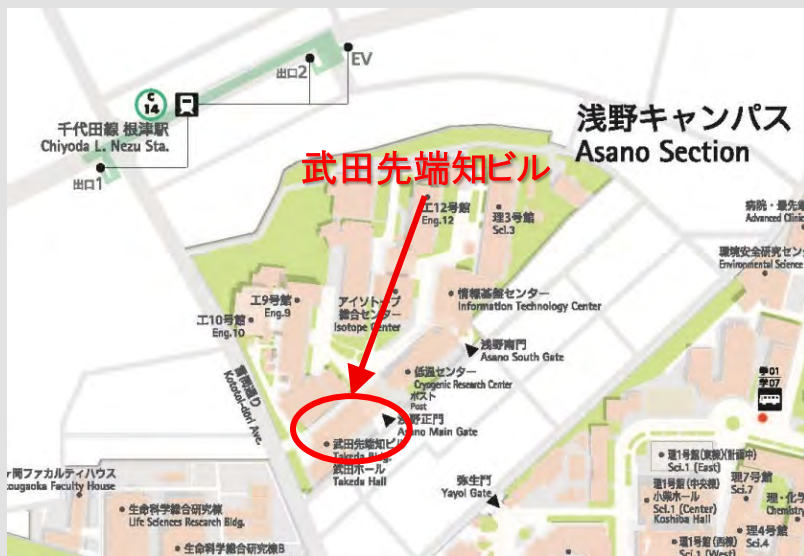 EV
出口2
C
14
千代田線 根津駅
Chiyoda L. Nezu Sta.
出口1
浅野キャンパス
Asano Section
武田先端知ビル
工12号館
Eng.12
理3号館
Sci.3
病院・最先端
Advanced Clinic
環境安全研究セン
Environmental Science
アイソトープ
総合センター
Isotope Center
情報基盤センター
Information Technology Center
工9号館
Eng.9
工10号館
Eng.10
浅野南門
Asano South Gate
低温センター
Cryogenic Research Center
ポスト
Post
言問通り
Kototoi-dori Ave.
浅野正門
Asano Main Gate
武田先端知ビル
Takeda Bldg.
武田ホール
Takeda Hall
学01
学07
弥生門
Yayoi Gate
ヶ岡ファカルティハウス
ougaoka Faculty House
生命科学総合研究棟
Life Sciences Research Bldg.
生命科学総合研究棟B
理1号館(東棟)(計画中)
Sci.1 (East)
理1号館(中央棟)
小柴ホール
Sci.1 (Center)
Koshiba Hall
理7号館
Sci.7
理・化学
Chemistry
理4号館
Sci.4
理1号館(西棟)
Sci.1 (West)